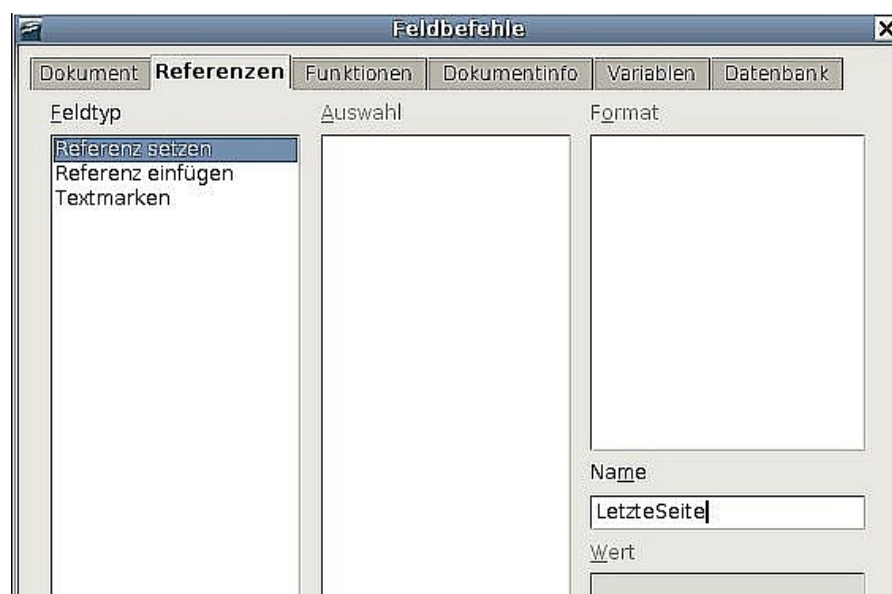 Feldbefehle
Dokument Referenzen Funktionen Dokumentinfo Variablen Datenbank
Feldtyp Auswahl Format
Referenz setzen
Referenz einfügen
Textmarken
Name
LetzteSeite
Wert